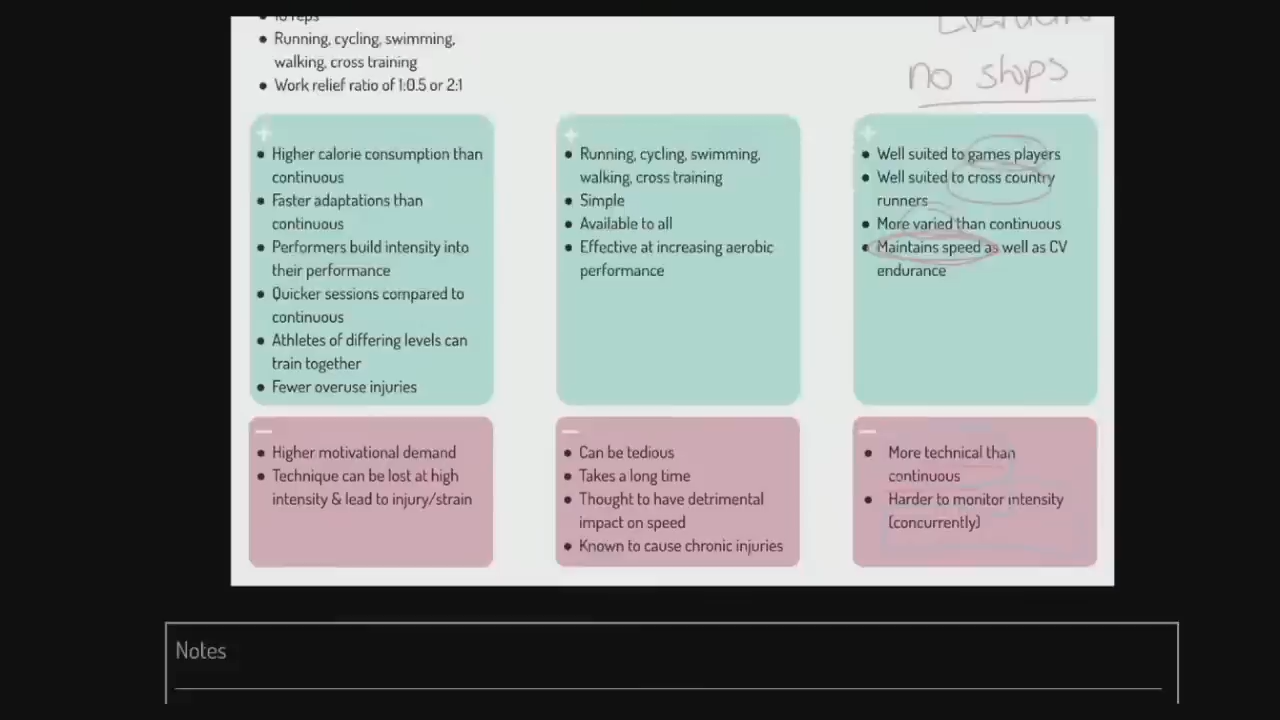 10 reps
Running, cycling, swimming,
walking, cross training
Work relief ratio of 1:0.5 or 2:1
no stops
+
Higher calorie consumption than
continuous
Faster adaptations than
continuous
Performers build intensity into
their performance
Quicker sessions compared to
continuous
Athletes of differing levels can
train together
Fewer overuse injuries
+
Running, cycling, swimming,
walking, cross training
Simple
Available to all
Effective at increasing aerobic
performance
+
Well suited to games players
Well suited to cross country
runners
More varied than continuous
Maintains speed as well as CV
endurance
Higher motivational demand
Technique can be lost at high
intensity & lead to injury/strain
Can be tedious
Takes a long time
Thought to have detrimental
impact on speed
Known to cause chronic injuries
More technical than
continuous
Harder to monitor intensity
(concurrently)
Notes